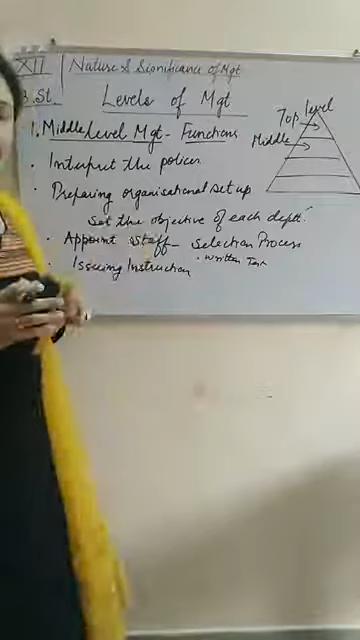 XII Nature & Significance of Mgt
B.St. Levels of Mgt
Top level
Middle
1. Middle level Mgt - Functions
• Interpret the polices
• Preparing organisational set up
Set the objective of each deptt.
• Appoint staff - Selection Process
• Written Test
• Issuing Instruction